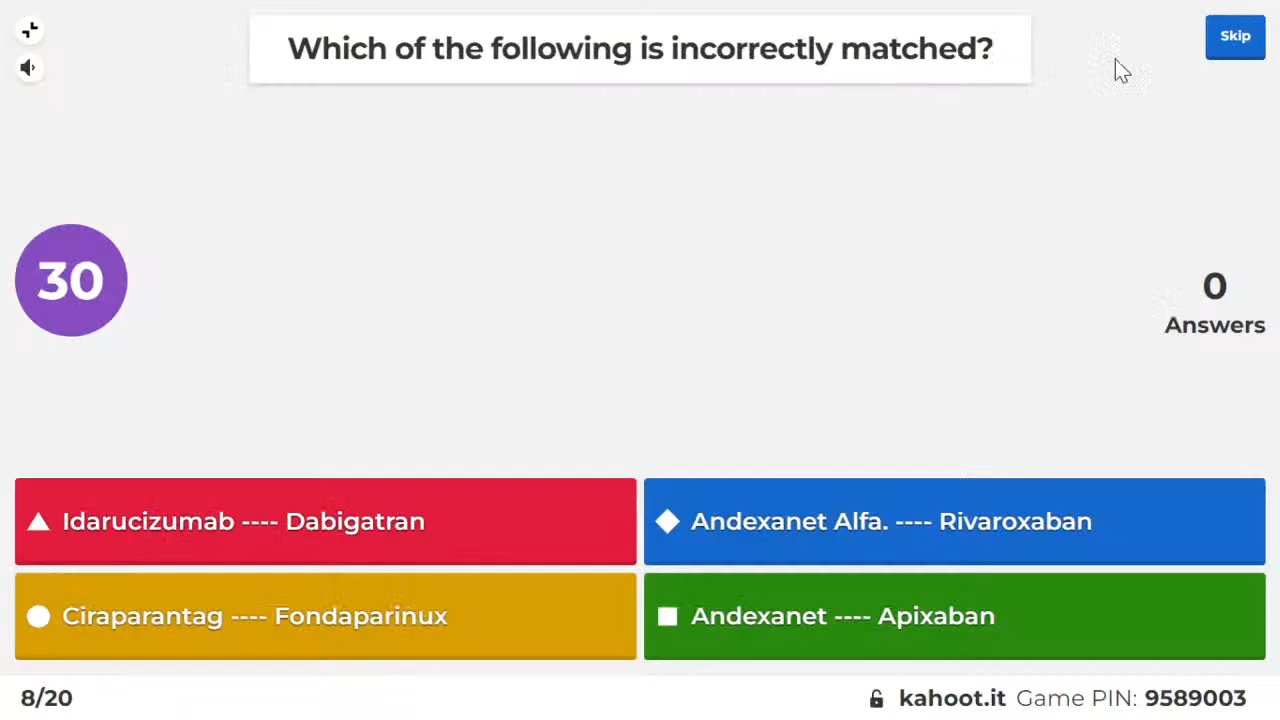 Which of the following is incorrectly matched?
Skip
30
0
Answers
Idarucizumab ---- Dabigatran
Andexanet Alfa. ---- Rivaroxaban
Ciraparantag ---- Fondaparinux
Andexanet ---- Apixaban
8/20
kahoot.it Game PIN: 9589003